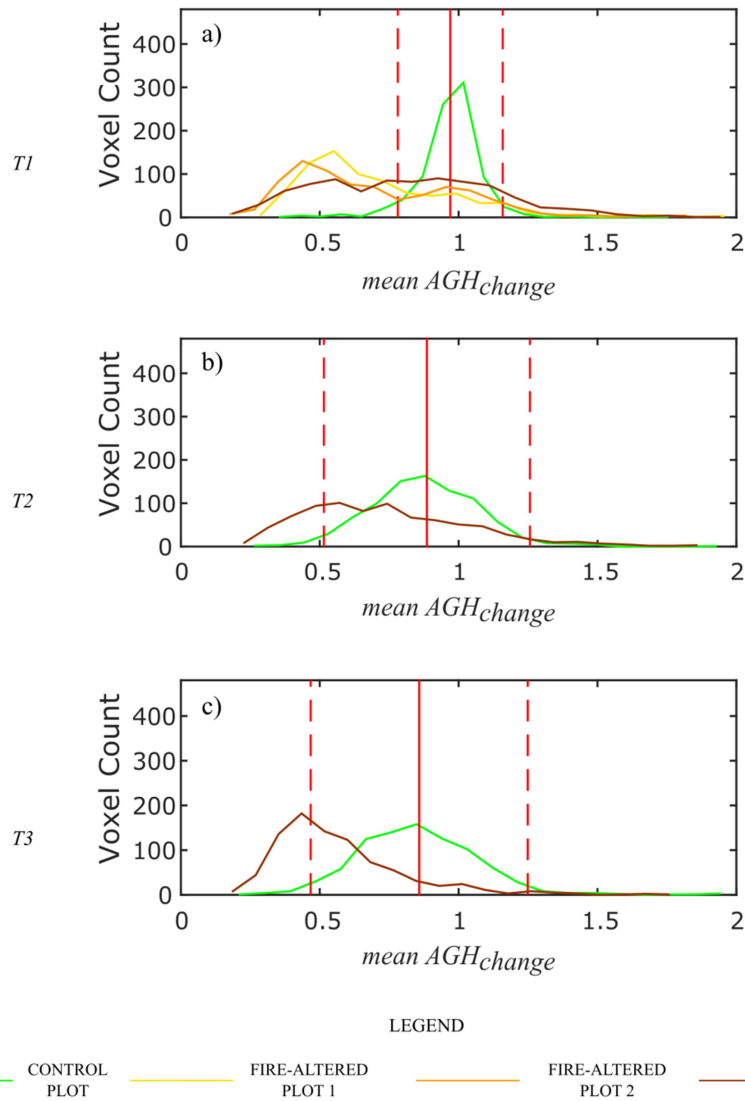 a)
400
300
200
100
0
Voxel Count
T1
0 0.5 1 1.5 2
mean AGHchange
b)
400
300
200
100
0
Voxel Count
T2
0 0.5 1 1.5 2
mean AGHchange
c)
400
300
200
100
0
Voxel Count
T3
0 0.5 1 1.5 2
mean AGHchange
LEGEND
CONTROL PLOT
FIRE-ALTERED PLOT 1
FIRE-ALTERED PLOT 2